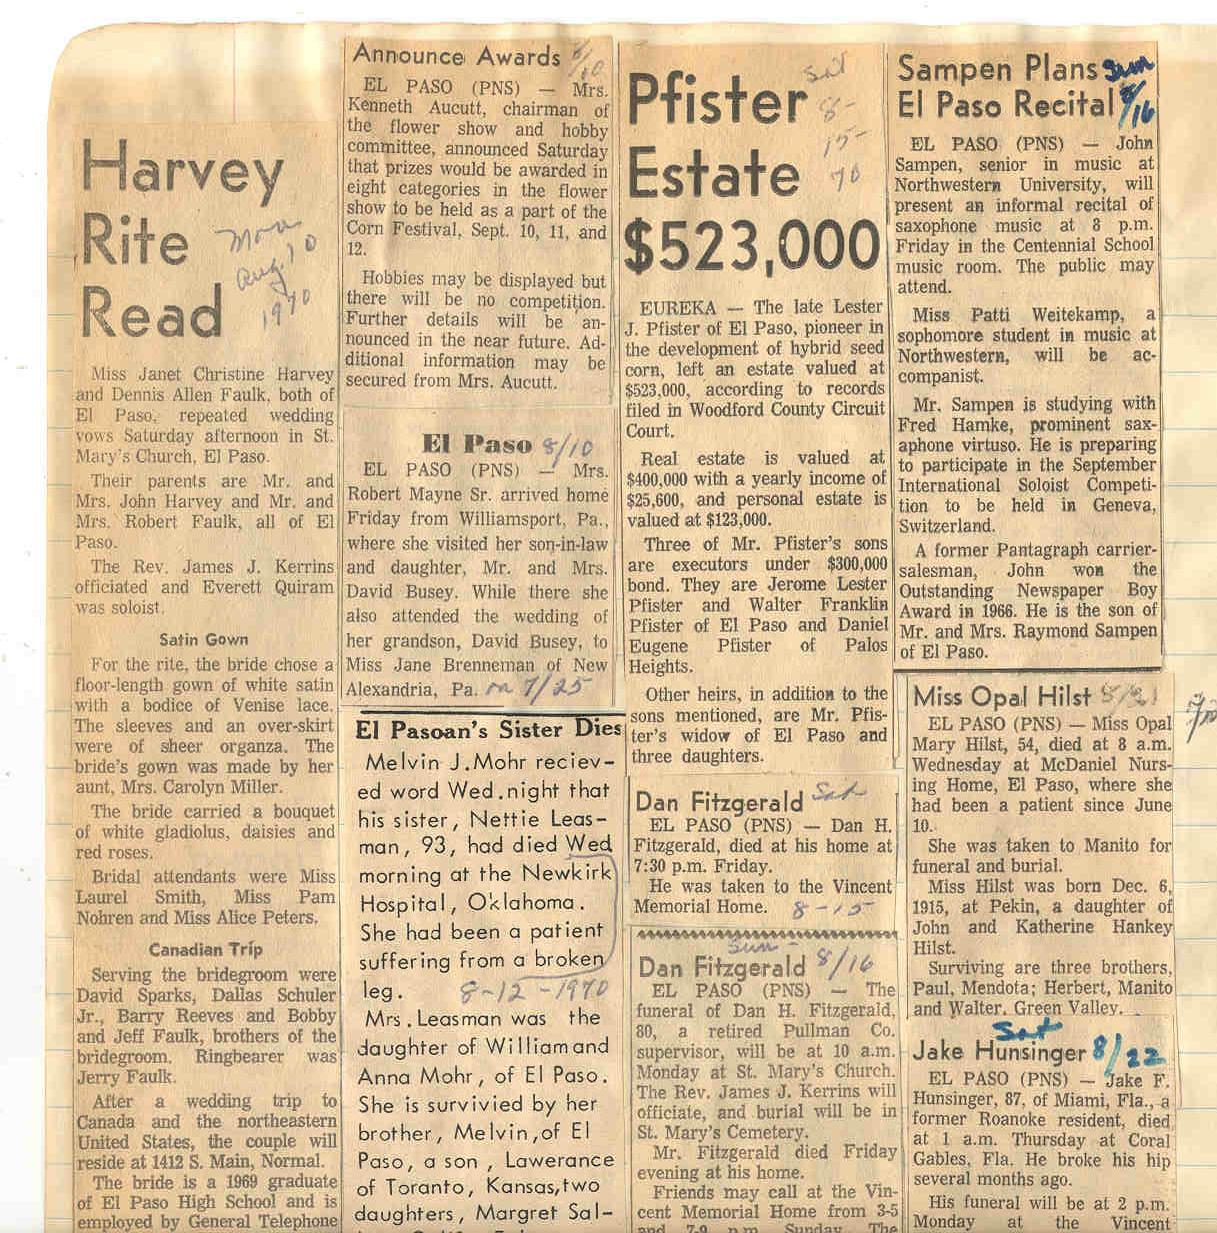 Harvey
Rite
Read
Mon
Aug 10
1970
Miss Janet Christine Harvey
and Dennis Allen Faulk, both of
El Paso, repeated wedding
vows Saturday afternoon in St.
Mary's Church, El Paso.
Their parents are Mr. and
Mrs. John Harvey and Mr. and
Mrs. Robert Faulk, all of El
Paso.
The Rev. James J. Kerrins
officiated and Everett Quiram
was soloist.
Satin Gown
For the rite, the bride chose a
floor-length gown of white satin
with a bodice of Venise lace.
The sleeves and an over-skirt
were of sheer organza. The
bride's gown was made by her
aunt, Mrs. Carolyn Miller.
The bride carried a bouquet
of white gladiolus, daisies and
red roses.
Bridal attendants were Miss
Laurel Smith, Miss Pam
Nohren and Miss Alice Peters.
Canadian Trip
Serving the bridegroom were
David Sparks, Dallas Schuler
Jr., Barry Reeves and Bobby
and Jeff Faulk, brothers of the
bridegroom. Ringbearer was
Jerry Faulk.
After a wedding trip to
Canada and the northeastern
United States, the couple will
reside at 1412 S. Main, Normal.
The bride is a 1969 graduate
of El Paso High School and is
employed by General Telephone
Announce Awards 8/10
EL PASO (PNS) — Mrs.
Kenneth Aucutt, chairman of
the flower show and hobby
committee, announced Saturday
that prizes would be awarded in
eight categories in the flower
show to be held as a part of the
Corn Festival, Sept. 10, 11, and
12.
Hobbies may be displayed but
there will be no competition.
Further details will be an-
nounced in the near future. Ad-
ditional information may be
secured from Mrs. Aucutt.
El Paso 8/10
EL PASO (PNS) — Mrs.
Robert Mayne Sr. arrived home
Friday from Williamsport, Pa.,
where she visited her son-in-law
and daughter, Mr. and Mrs.
David Busey. While there she
also attended the wedding of
her grandson, David Busey, to
Miss Jane Brenneman of New
Alexandria, Pa. on 7/25
El Pasoan's Sister Dies
Melvin J.Mohr reciev-
ed word Wed.night that
his sister, Nettie Leas-
man, 93, had died Wed
morning at the Newkirk
Hospital, Oklahoma.
She had been a patient
suffering from a broken
leg. 8-12-1970
Mrs.Leasman was the
daughter of William and
Anna Mohr, of El Paso.
She is survivied by her
brother, Melvin,of El
Paso, a son, Lawerance
of Toranto, Kansas,two
daughters, Margret Sal-
Pfister
Estate
$523,000
Sat
8-
15-
70
EUREKA — The late Lester
J. Pfister of El Paso, pioneer in
the development of hybrid seed
corn, left an estate valued at
$523,000, according to records
filed in Woodford County Circuit
Court.
Real estate is valued at
$400,000 with a yearly income of
$25,600, and personal estate is
valued at $123,000.
Three of Mr. Pfister's sons
are executors under $300,000
bond. They are Jerome Lester
Pfister and Walter Franklin
Pfister of El Paso and Daniel
Eugene Pfister of Palos
Heights.
Other heirs, in addition to the
sons mentioned, are Mr. Pfis-
ter's widow of El Paso and
three daughters.
Dan Fitzgerald Sat
EL PASO (PNS) — Dan H.
Fitzgerald, died at his home at
7:30 p.m. Friday.
He was taken to the Vincent
Memorial Home. 8-15
Sun-
Dan Fitzgerald 8/16
EL PASO (PNS) — The
funeral of Dan H. Fitzgerald,
80, a retired Pullman Co.
supervisor, will be at 10 a.m.
Monday at St. Mary's Church.
The Rev. James J. Kerrins will
officiate, and burial will be in
St. Mary's Cemetery.
Mr. Fitzgerald died Friday
evening at his home.
Friends may call at the Vin-
cent Memorial Home from 3-5
and 7-9 p.m. Sunday. The
Sampen Plans Sun
El Paso Recital 8/16
EL PASO (PNS) — John
Sampen, senior in music at
Northwestern University, will
present an informal recital of
saxophone music at 8 p.m.
Friday in the Centennial School
music room. The public may
attend.
Miss Patti Weitekamp, a
sophomore student in music at
Northwestern, will be ac-
companist.
Mr. Sampen is studying with
Fred Hamke, prominent sax-
aphone virtuso. He is preparing
to participate in the September
International Soloist Competi-
tion to be held in Geneva,
Switzerland.
A former Pantagraph carrier-
salesman, John won the
Outstanding Newspaper Boy
Award in 1966. He is the son of
Mr. and Mrs. Raymond Sampen
of El Paso.
Miss Opal Hilst 8/21
EL PASO (PNS) — Miss Opal
Mary Hilst, 54, died at 8 a.m.
Wednesday at McDaniel Nurs-
ing Home, El Paso, where she
had been a patient since June
10.
She was taken to Manito for
funeral and burial.
Miss Hilst was born Dec. 6,
1915, at Pekin, a daughter of
John and Katherine Hankey
Hilst.
Surviving are three brothers,
Paul, Mendota; Herbert, Manito
and Walter, Green Valley.
Sat
Jake Hunsinger 8/22
EL PASO (PNS) — Jake F.
Hunsinger, 87, of Miami, Fla., a
former Roanoke resident, died
at 1 a.m. Thursday at Coral
Gables, Fla. He broke his hip
several months ago.
His funeral will be at 2 p.m.
Monday at the Vincent